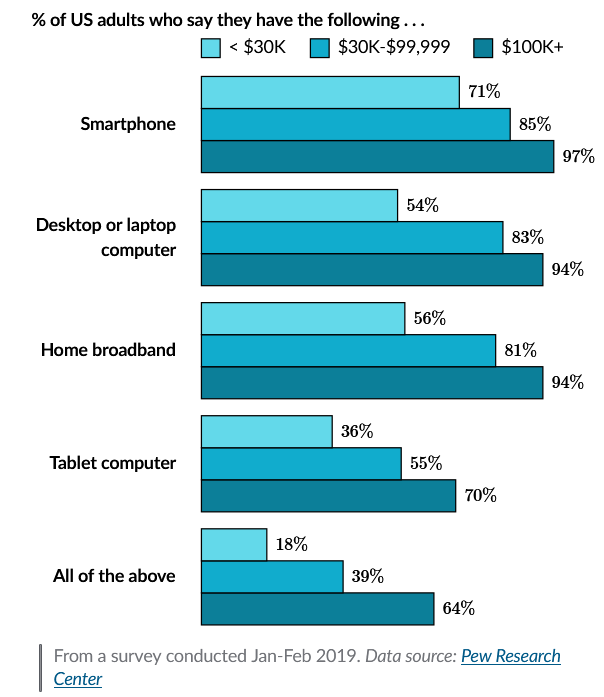 % of US adults who say they have the following . . .
< $30K $30K-$99,999 $100K+
Smartphone
71%
85%
97%
Desktop or laptop
computer
54%
83%
94%
Home broadband
56%
81%
94%
Tablet computer
36%
55%
70%
All of the above
18%
39%
64%
From a survey conducted Jan-Feb 2019. Data source: Pew Research
Center